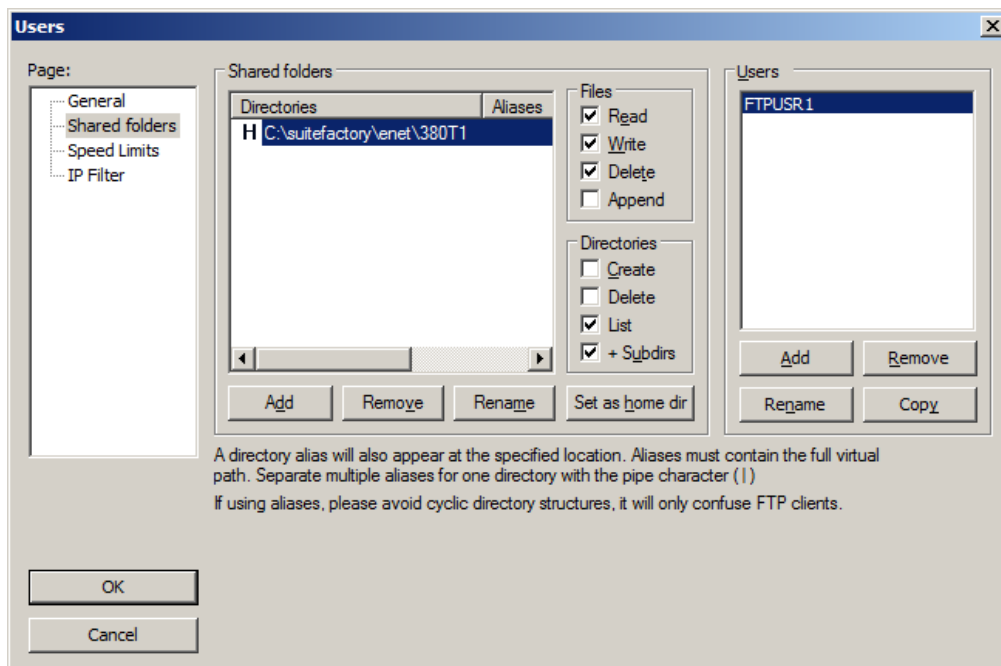 Users
Page:
General
Shared folders
Speed Limits
IP Filter
Shared folders
Directories Aliases
H C:\suitefactory\enet\380T1
Files
Read
Write
Delete
Append
Directories
Create
Delete
List
+ Subdirs
Add Remove Rename Set as home dir
Users
FTPUSR1
Add Remove
Rename Copy
A directory alias will also appear at the specified location. Aliases must contain the full virtual
path. Separate multiple aliases for one directory with the pipe character (|)
If using aliases, please avoid cyclic directory structures, it will only confuse FTP clients.
OK
Cancel